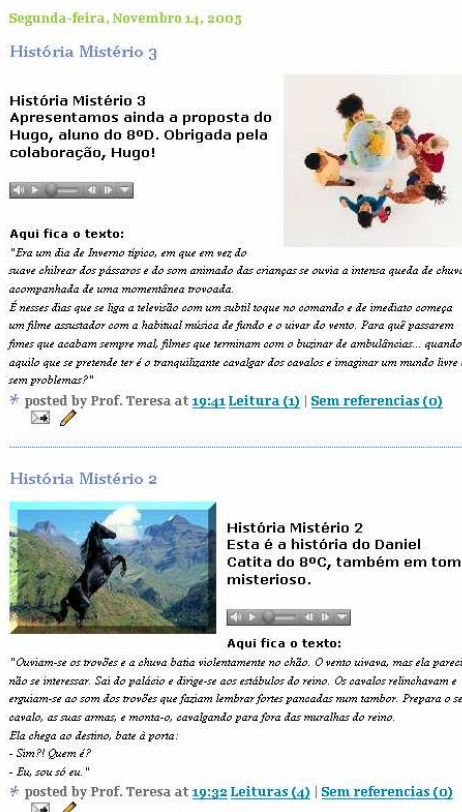 Segunda-feira, Novembro 14, 2005
História Mistério 3
História Mistério 3
Apresentamos ainda a proposta do
Hugo, aluno do 8ºD. Obrigada pela
colaboração, Hugo!
Aqui fica o texto:
"Era um dia de Inverno típico, em que em vez do
suave chilrear dos pássaros e do som animado das crianças se ouvia a intensa queda de chuva
acompanhada de uma momentânea trovoada.
É nesses dias que se liga a televisão com um subtil toque no comando e de imediato começa
um filme assustador com a habitual música de fundo e o uivar do vento. Para quê passarem
fimes que acabam sempre mal, filmes que terminam com o buzinar de ambulâncias... quando
aquilo que se pretende ter é o tranquilizante cavalgar dos cavalos e imaginar um mundo livre
sem problemas?"
* posted by Prof. Teresa at 19:41 Leitura (1) | Sem referencias (0)
História Mistério 2
História Mistério 2
Esta é a história do Daniel
Catita do 8ºC, também em tom
misterioso.
Aqui fica o texto:
"Ouviam-se os trovões e a chuva batia violentamente no chão. O vento uivava, mas ela pareci
não se interessar. Sai do palácio e dirige-se aos estábulos do reino. Os cavalos relinchavam e
erguiam-se ao som dos trovões que faziam lembrar fortes pancadas num tambor. Prepara o se
cavalo, as suas armas, e monta-o, cavalgando para fora das muralhas do reino.
Ela chega ao destino, bate à porta:
- Sim?! Quem é?
- Eu, sou só eu."
* posted by Prof. Teresa at 19:32 Leituras (4) | Sem referencias (0)